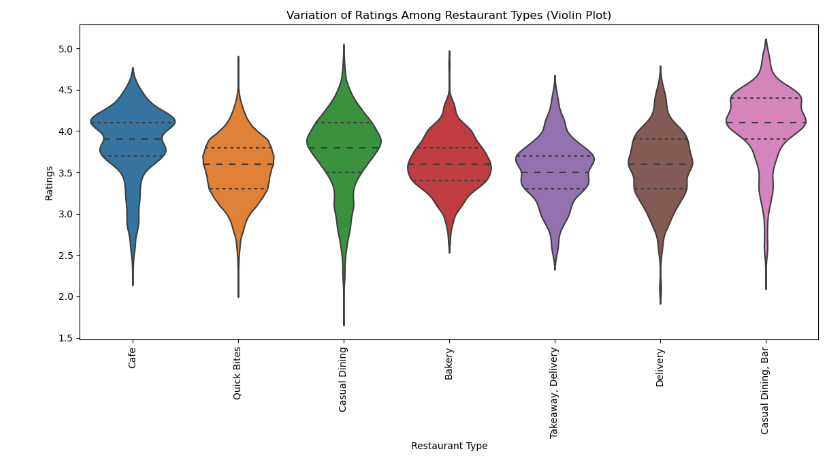 Variation of Ratings Among Restaurant Types (Violin Plot)
Ratings
5.0
4.5
4.0
3.5
3.0
2.5
2.0
1.5
Cafe
Quick Bites
Casual Dining
Bakery
Takeaway, Delivery
Delivery
Casual Dining, Bar
Restaurant Type